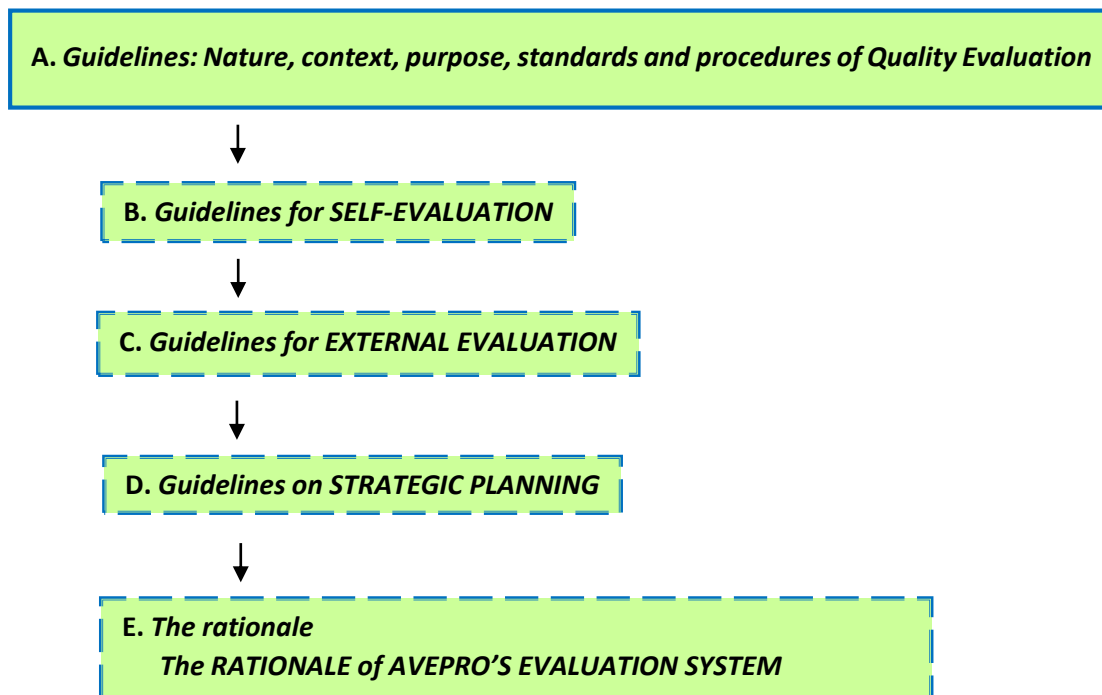 A. Guidelines: Nature, context, purpose, standards and procedures of Quality Evaluation
B. Guidelines for SELF-EVALUATION
C. Guidelines for EXTERNAL EVALUATION
D. Guidelines on STRATEGIC PLANNING
E. The rationale
The RATIONALE of AVEPRO’S EVALUATION SYSTEM